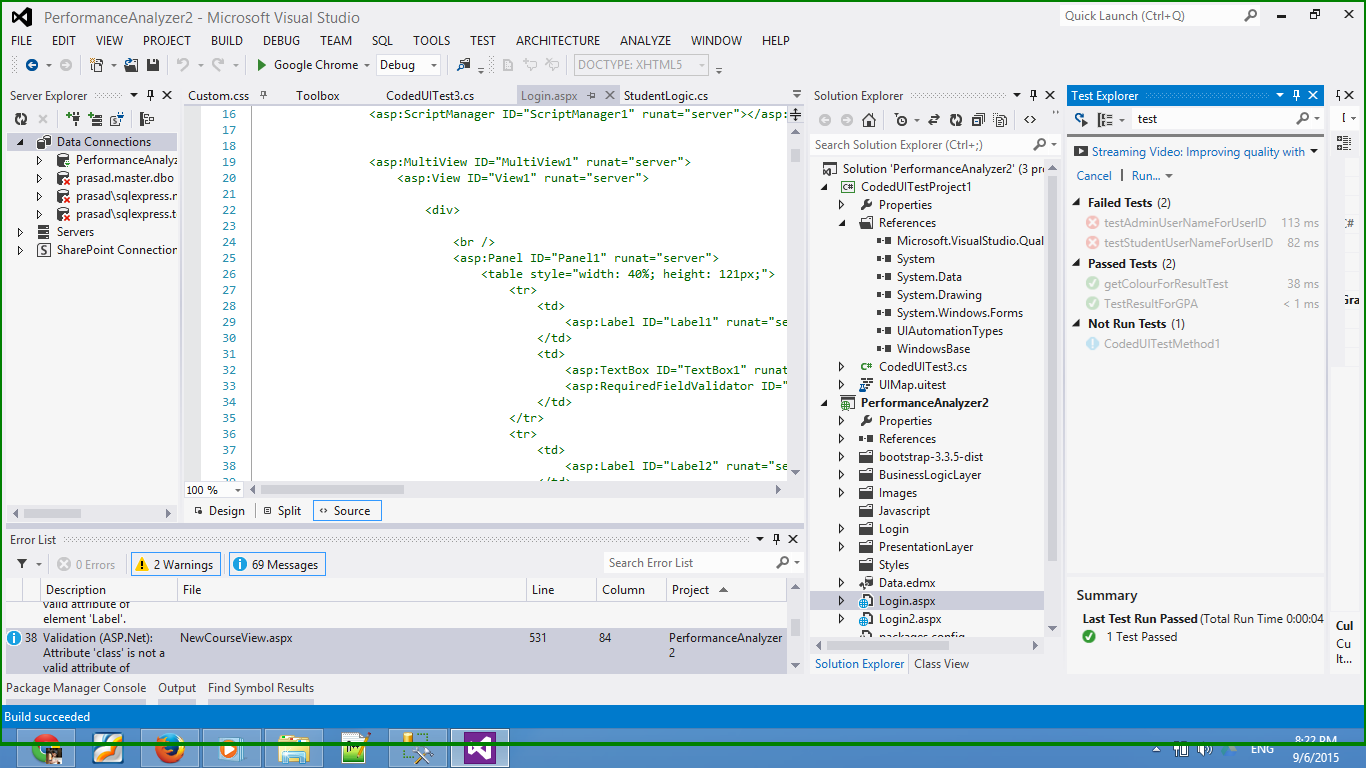 PerformanceAnalyzer2 - Microsoft Visual Studio
Quick Launch (Ctrl+Q)
FILE EDIT VIEW PROJECT BUILD DEBUG TEAM SQL TOOLS TEST ARCHITECTURE ANALYZE WINDOW HELP
Google Chrome Debug DOCTYPE: XHTML5
Server Explorer
Data Connections
PerformanceAnalyz
prasad.master.dbo
prasad\sqlexpress.n
prasad\sqlexpress.t
Servers
SharePoint Connection
Custom.css Toolbox CodedUITest3.cs Login.aspx StudentLogic.cs
16 <asp:ScriptManager ID="ScriptManager1" runat="server"></asp:
17
18
19 <asp:MultiView ID="MultiView1" runat="server">
20 <asp:View ID="View1" runat="server">
21
22 <div>
23
24 <br />
25 <asp:Panel ID="Panel1" runat="server">
26 <table style="width: 40%; height: 121px;">
27 <tr>
28 <td>
29 <asp:Label ID="Label1" runat="se
30 </td>
31 <td>
32 <asp:TextBox ID="TextBox1" runat
33 <asp:RequiredFieldValidator ID="
34 </td>
35 </tr>
36 <tr>
37 <td>
38 <asp:Label ID="Label2" runat="se
39 </td>
100 %
Design Split Source
Error List
0 Errors 2 Warnings 69 Messages
Search Error List
Description File Line Column Project
valid attribute of
element 'Label'.
38 Validation (ASP.Net): NewCourseView.aspx 531 84 PerformanceAnalyzer
Attribute 'class' is not a 2
valid attribute of
Package Manager Console Output Find Symbol Results
Solution Explorer
Search Solution Explorer (Ctrl+;)
Solution 'PerformanceAnalyzer2' (3 pr
CodedUITestProject1
Properties
References
Microsoft.VisualStudio.Qual
System
System.Data
System.Drawing
System.Windows.Forms
UIAutomationTypes
WindowsBase
CodedUITest3.cs
UIMap.uitest
PerformanceAnalyzer2
Properties
References
bootstrap-3.3.5-dist
BusinessLogicLayer
Images
Javascript
Login
PresentationLayer
Styles
Data.edmx
Login.aspx
Login2.aspx
packages.config
Solution Explorer Class View
Test Explorer
test
Streaming Video: Improving quality with
Cancel | Run...
Failed Tests (2)
testAdminUserNameForUserID 113 ms
testStudentUserNameForUserID 82 ms
Passed Tests (2)
getColourForResultTest 38 ms
TestResultForGPA < 1 ms
Not Run Tests (1)
CodedUITestMethod1
Summary
Last Test Run Passed (Total Run Time 0:00:04
1 Test Passed
C#
Gra
Cul
Cu
It...
Build succeeded
ENG
8:22 PM
9/6/2015